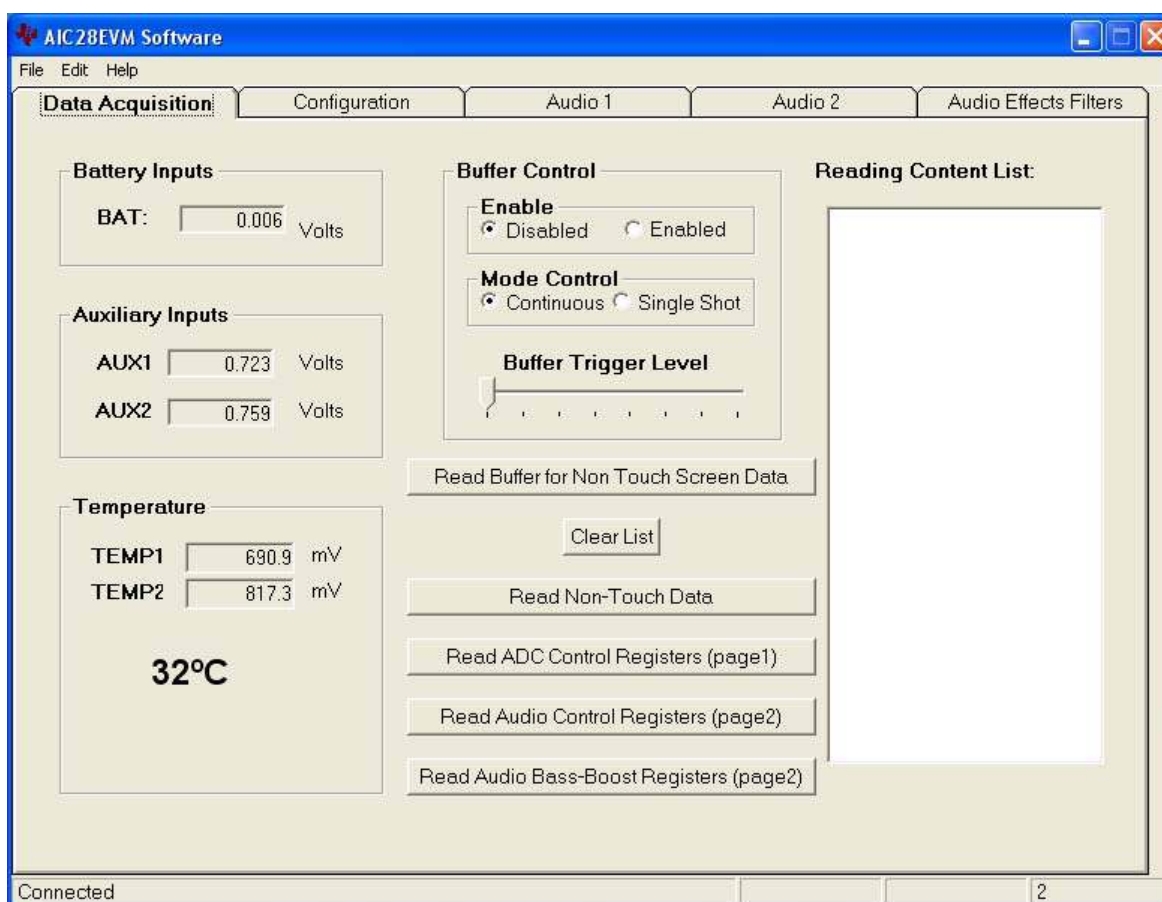 AIC28EVM Software
File Edit Help
Data Acquisition Configuration Audio 1 Audio 2 Audio Effects Filters
Battery Inputs
BAT: 0.006 Volts
Auxiliary Inputs
AUX1 0.723 Volts
AUX2 0.759 Volts
Temperature
TEMP1 690.9 mV
TEMP2 817.3 mV
32ºC
Buffer Control
Enable
Disabled Enabled
Mode Control
Continuous Single Shot
Buffer Trigger Level
Read Buffer for Non Touch Screen Data
Clear List
Read Non-Touch Data
Read ADC Control Registers (page1)
Read Audio Control Registers (page2)
Read Audio Bass-Boost Registers (page2)
Reading Content List:
Connected 2